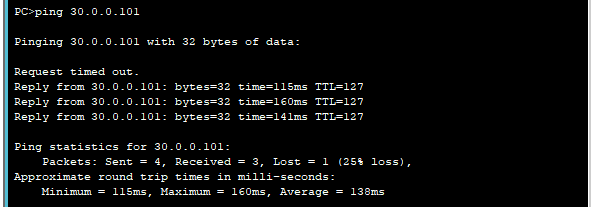 PC>ping 30.0.0.101
Pinging 30.0.0.101 with 32 bytes of data:
Request timed out.
Reply from 30.0.0.101: bytes=32 time=115ms TTL=127
Reply from 30.0.0.101: bytes=32 time=160ms TTL=127
Reply from 30.0.0.101: bytes=32 time=141ms TTL=127
Ping statistics for 30.0.0.101:
Packets: Sent = 4, Received = 3, Lost = 1 (25% loss),
Approximate round trip times in milli-seconds:
Minimum = 115ms, Maximum = 160ms, Average = 138ms